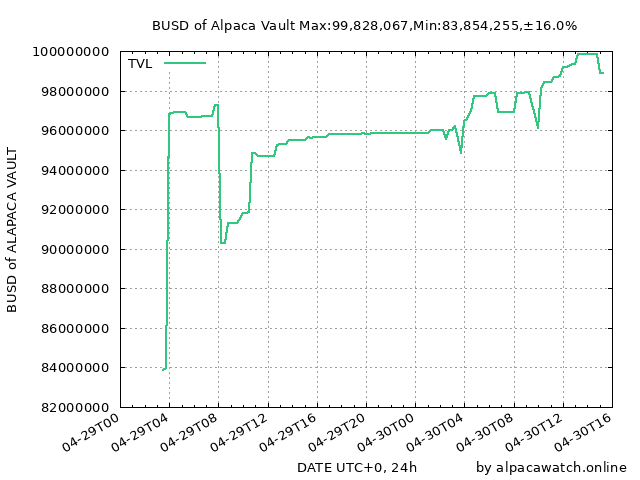 BUSD of Alpaca Vault Max:99,828,067,Min:83,854,255,±16.0%
100000000
TVL
98000000
96000000
94000000
92000000
90000000
88000000
86000000
84000000
82000000
BUSD of ALAPACA VAULT
04-29T00
04-29T04
04-29T08
04-29T12
04-29T16
04-29T20
04-30T00
04-30T04
04-30T08
04-30T12
04-30T16
DATE UTC+0, 24h
by alpacawatch.online